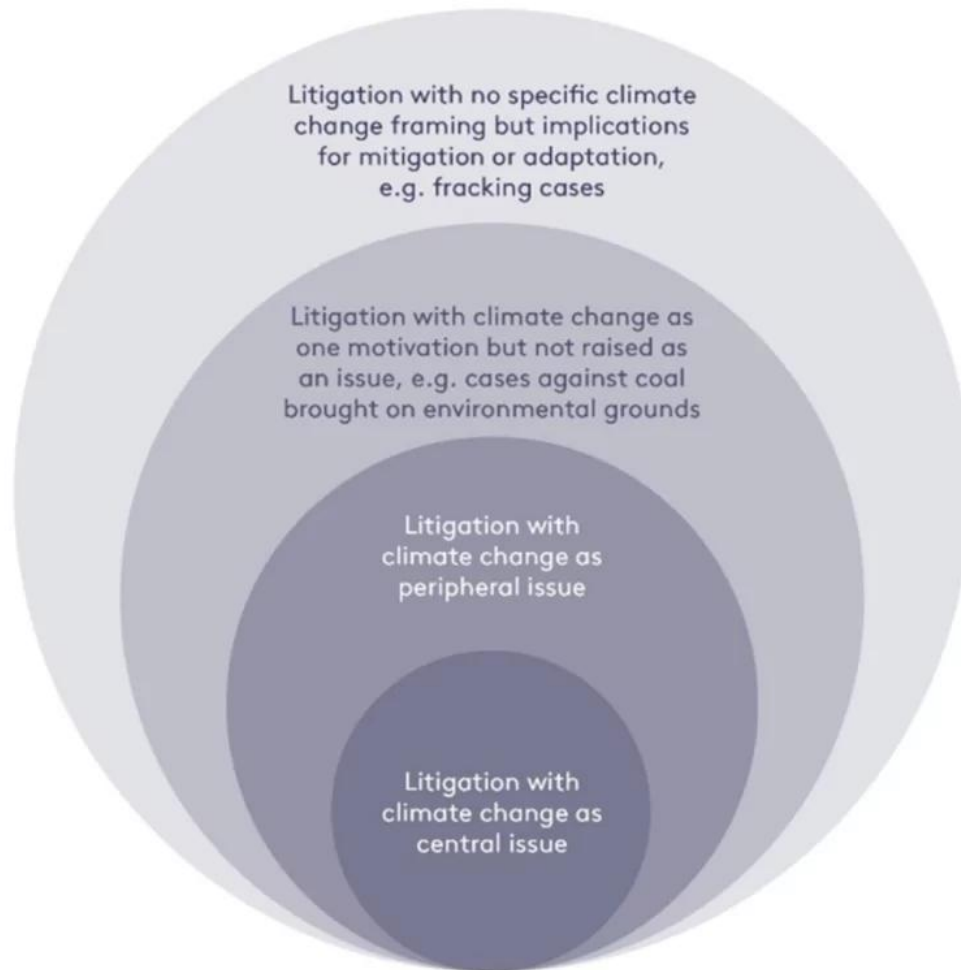 Litigation with no specific climate
change framing but implications
for mitigation or adaptation,
e.g. fracking cases
Litigation with climate change as
one motivation but not raised as
an issue, e.g. cases against coal
brought on environmental grounds
Litigation with
climate change as
peripheral issue
Litigation with
climate change as
central issue